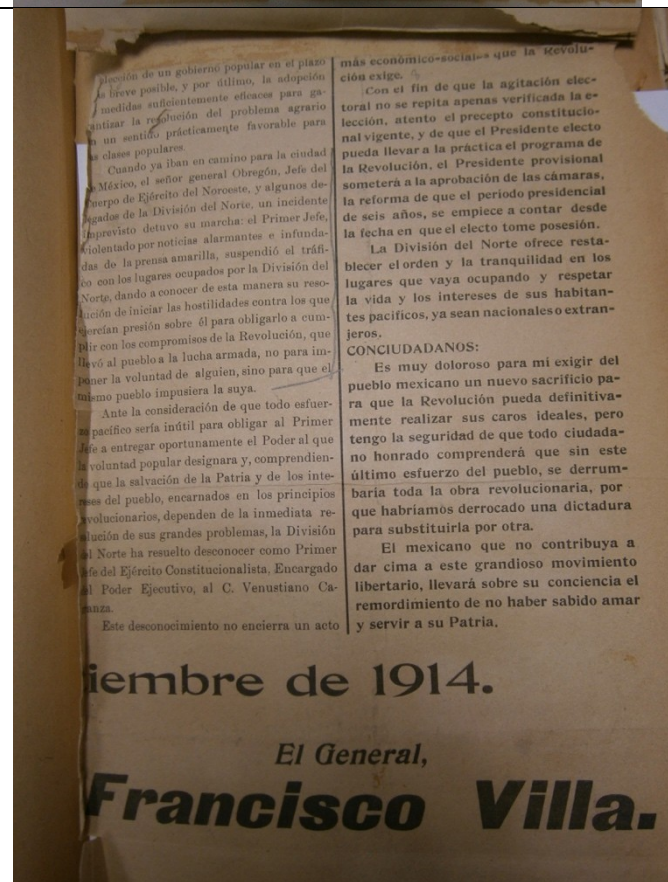 elección de un gobierno popular en el plazo
breve posible, y por último, la adopción
medidas suficientemente eficaces para ga-
rantizar la resolución del problema agrario
n un sentido prácticamente favorable para
s clases populares.
Cuando ya iban en camino para la ciudad
México, el señor general Obregón, Jefe del
uerpo de Ejército del Noroeste, y algunos de-
egados de la División del Norte, un incidente
imprevisto detuvo su marcha: el Primer Jefe,
violentado por noticias alarmantes e infunda-
das de la prensa amarilla, suspendió el tráfi-
co con los lugares ocupados por la División del
Norte, dando a conocer de esta manera su reso-
lución de iniciar las hostilidades contra los que
ejercían presión sobre él para obligarlo a cum-
plir con los compromisos de la Revolución, que
llevó al pueblo a la lucha armada, no para im-
poner la voluntad de alguien, sino para que el
mismo pueblo impusiera la suya.
Ante la consideración de que todo esfuer-
zo pacífico sería inútil para obligar al Primer
Jefe a entregar oportunamente el Poder al que
la voluntad popular designara y, comprendien-
do que la salvación de la Patria y de los inte-
reses del pueblo, encarnados en los principios
revolucionarios, dependen de la inmediata re-
solución de sus grandes problemas, la División
del Norte ha resuelto desconocer como Primer
Jefe del Ejército Constitucionalista, Encargado
del Poder Ejecutivo, al C. Venustiano Ca-
rranza.
Este desconocimiento no encierra un acto
más económico-sociales que la Revolu-
ción exige.
Con el fin de que la agitación elec-
toral no se repita apenas verificada la e-
lección, atento el precepto constitucio-
nal vigente, y de que el Presidente electo
pueda llevar a la práctica el programa de
la Revolución, el Presidente provisional
someterá a la aprobación de las cámaras,
la reforma de que el período presidencial
de seis años, se empiece a contar desde
la fecha en que el electo tome posesión.
La División del Norte ofrece resta-
blecer el orden y la tranquilidad en los
lugares que vaya ocupando y respetar
la vida y los intereses de sus habitan-
tes pacíficos, ya sean nacionales o extran-
jeros.
CONCIUDADANOS:
Es muy doloroso para mí exigir del
pueblo mexicano un nuevo sacrificio pa-
ra que la Revolución pueda definitiva-
mente realizar sus caros ideales, pero
tengo la seguridad de que todo ciudada-
no honrado comprenderá que sin este
último esfuerzo del pueblo, se derrum-
baría toda la obra revolucionaria, por
que habríamos derrocado una dictadura
para substituirla por otra.
El mexicano que no contribuya a
dar cima a este grandioso movimiento
libertario, llevará sobre su conciencia el
remordimiento de no haber sabido amar
y servir a su Patria.
iembre de 1914.
El General,
Francisco Villa.